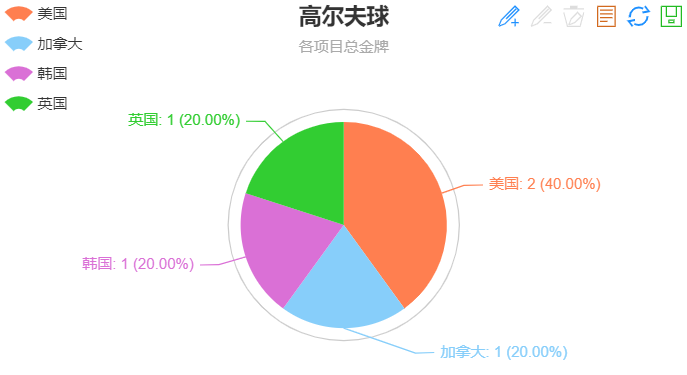 高尔夫球
各项目总金牌
美国
加拿大
韩国
英国
英国: 1 (20.00%)
美国: 2 (40.00%)
韩国: 1 (20.00%)
加拿大: 1 (20.00%)